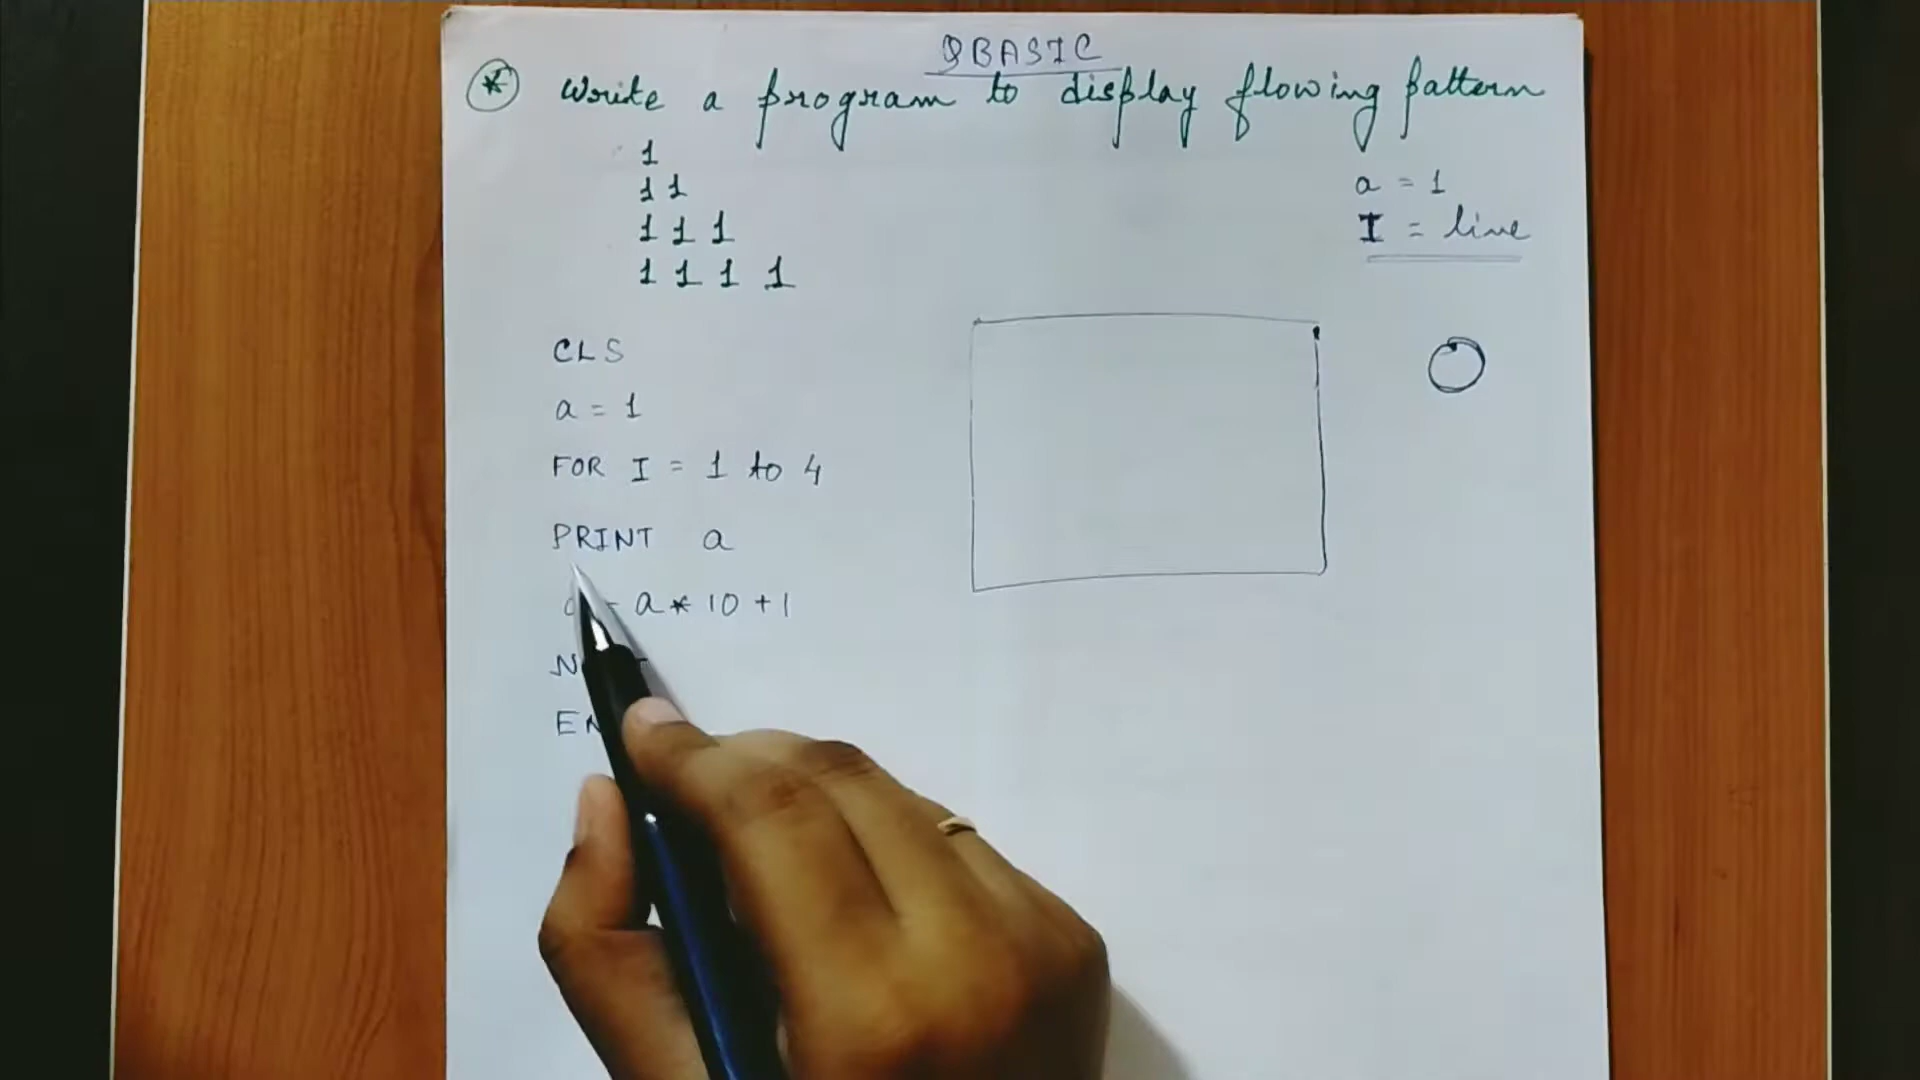 QBASIC
* Write a program to display flowing pattern
1
1 1
1 1 1
1 1 1 1
a = 1
I = line
CLS
a = 1
FOR I = 1 to 4
PRINT a
a * 10 + 1